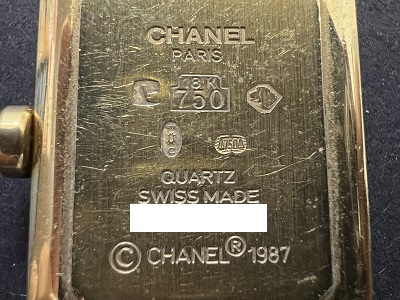 CHANEL
PARIS
18K
750
QUARTZ
SWISS MADE
© CHANEL® 1987